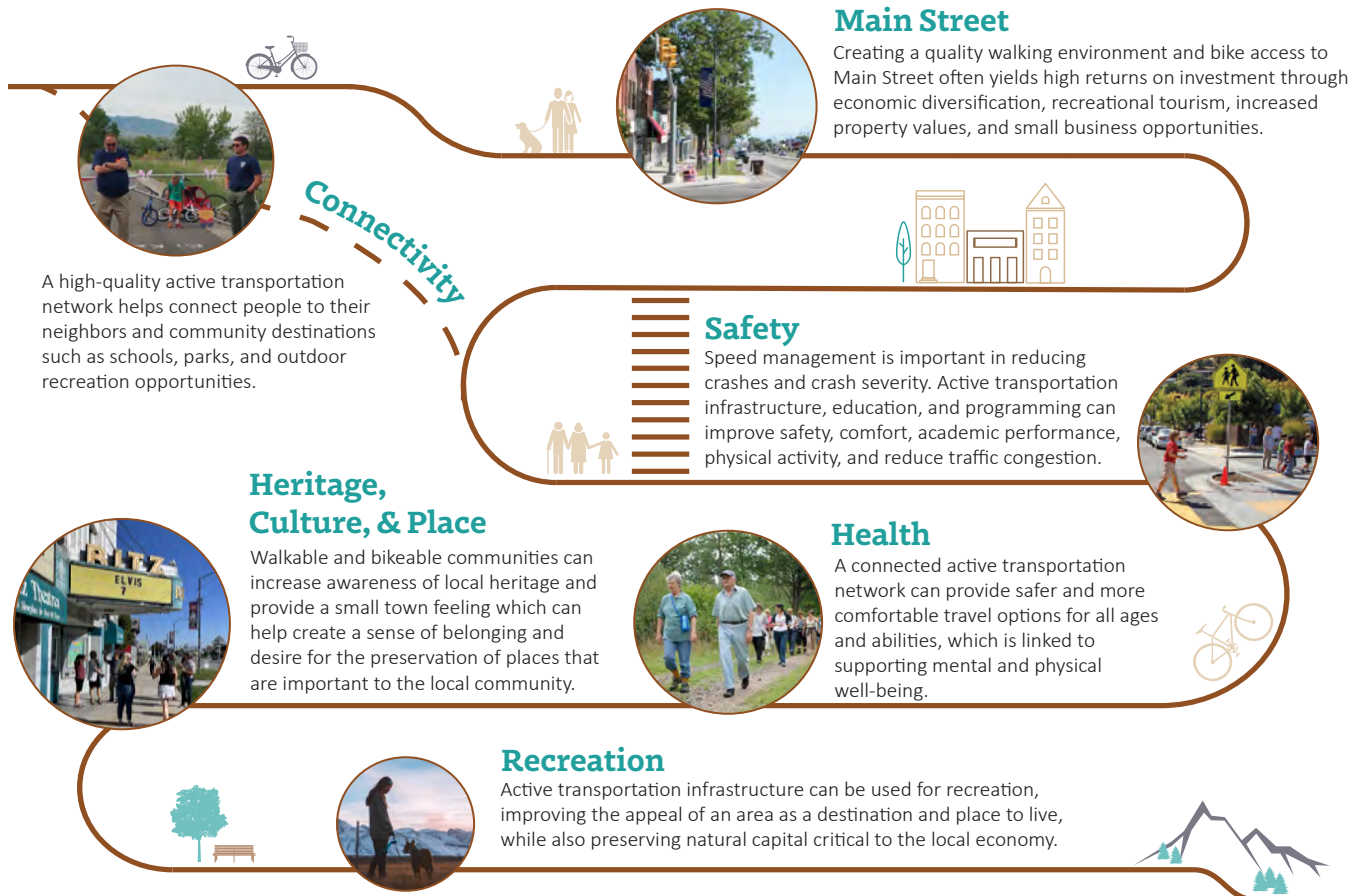 Main Street
Creating a quality walking environment and bike access to
Main Street often yields high returns on investment through
economic diversification, recreational tourism, increased
property values, and small business opportunities.
Connectivity
A high-quality active transportation
network helps connect people to their
neighbors and community destinations
such as schools, parks, and outdoor
recreation opportunities.
Safety
Speed management is important in reducing
crashes and crash severity. Active transportation
infrastructure, education, and programming can
improve safety, comfort, academic performance,
physical activity, and reduce traffic congestion.
Heritage,
Culture, & Place
Walkable and bikeable communities can
increase awareness of local heritage and
provide a small town feeling which can
help create a sense of belonging and
desire for the preservation of places that
are important to the local community.
RITZ
ELVIS
7
Theatre
Health
A connected active transportation
network can provide safer and more
comfortable travel options for all ages
and abilities, which is linked to
supporting mental and physical
well-being.
Recreation
Active transportation infrastructure can be used for recreation,
improving the appeal of an area as a destination and place to live,
while also preserving natural capital critical to the local economy.